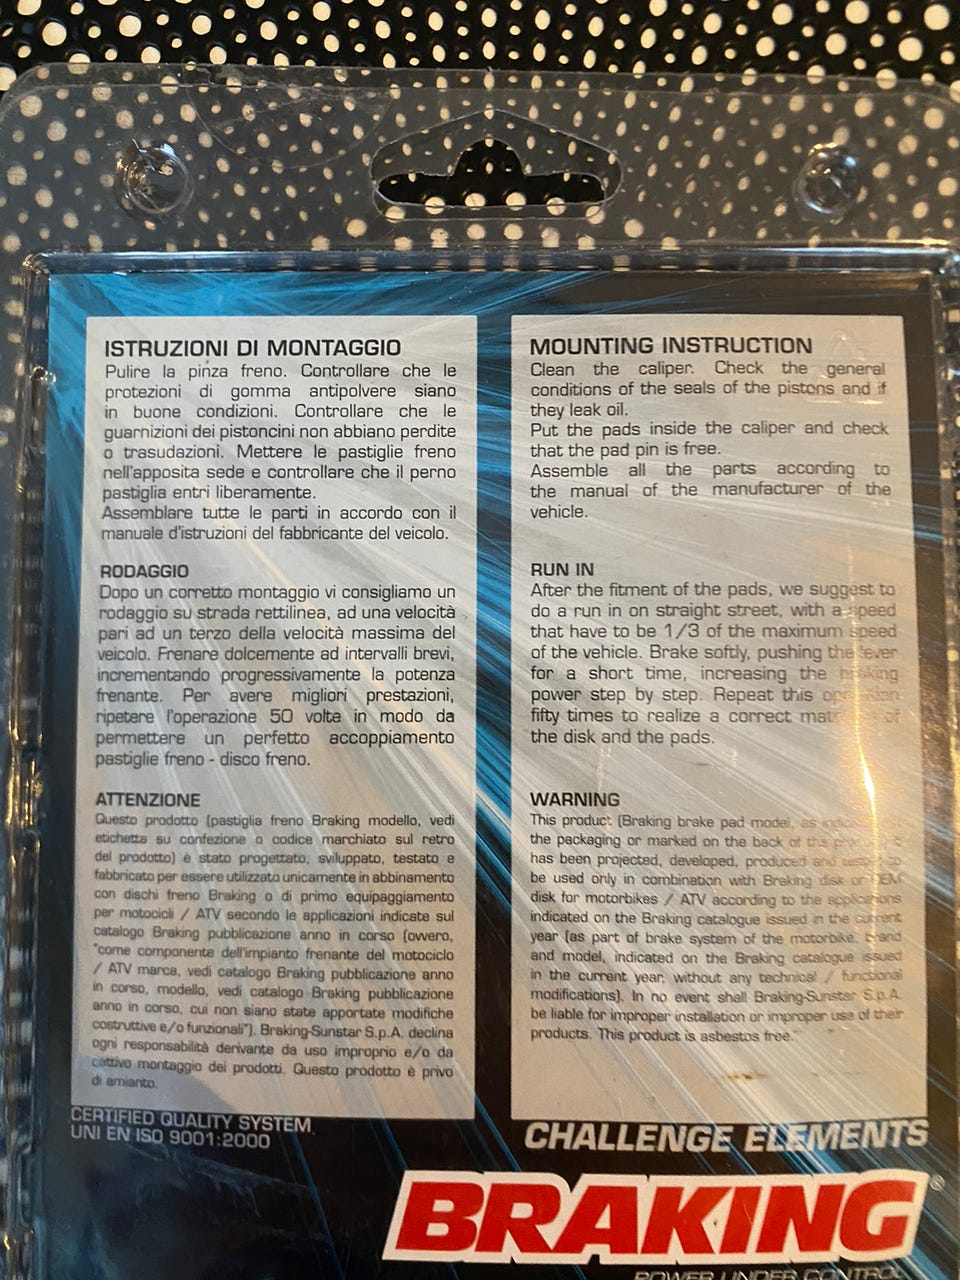 ISTRUZIONI DI MONTAGGIO
Pulire la pinza freno. Controllare che le
protezioni di gomma antipolvere siano
in buone condizioni. Controllare che le
guarnizioni dei pistoncini non abbiano perdite
o trasudazioni. Mettere le pastiglie freno
nell'apposita sede e controllare che il perno
pastiglia entri liberamente.
Assemblare tutte le parti in accordo con il
manuale d'istruzioni del fabbricante del veicolo.
RODAGGIO
Dopo un corretto montaggio vi consigliamo un
rodaggio su strada rettilinea, ad una velocità
pari ad un terzo della velocità massima del
veicolo. Frenare dolcemente ad intervalli brevi,
incrementando progressivamente la potenza
frenante. Per avere migliori prestazioni,
ripetere l'operazione 50 volte in modo da
permettere un perfetto accoppiamento
pastiglie freno - disco freno.
ATTENZIONE
Questo prodotto (pastiglia freno Braking modello, vedi
etichetta su confezione o codice marchiato sul retro
del prodotto) è stato progettato, sviluppato, testato e
fabbricato per essere utilizzato unicamente in abbinamento
con dischi freno Braking o di primo equipaggiamento
per motocicli / ATV secondo le applicazioni indicate sul
catalogo Braking pubblicazione anno in corso (ovvero,
"come componente dell'impianto frenante del motociclo
/ ATV marca, vedi catalogo Braking pubblicazione anno
in corso, modello, vedi catalogo Braking pubblicazione
anno in corso, cui non siano state apportate modifiche
costruttive e/o funzionali"). Braking-Sunstar S.p.A. declina
ogni responsabilità derivante da uso improprio e/o da
cattivo montaggio dei prodotti. Questo prodotto è privo
di amianto.
CERTIFIED QUALITY SYSTEM
UNI EN ISO 9001:2000
MOUNTING INSTRUCTION
Clean the caliper. Check the general
conditions of the seals of the pistons and if
they leak oil.
Put the pads inside the caliper and check
that the pad pin is free.
Assemble all the parts according to
the manual of the manufacturer of the
vehicle.
RUN IN
After the fitment of the pads, we suggest to
do a run in on straight street, with a speed
that have to be 1/3 of the maximum speed
of the vehicle. Brake softly, pushing the lever
for a short time, increasing the braking
power step by step. Repeat this operation
fifty times to realize a correct of
the disk and the pads.
WARNING
This product (Braking brake pad model, as
the packaging or marked on the back of the
has been projected, developed, produced and tested to
be used only in combination with Braking disk or OEM
disk for motorbikes / ATV according to the applications
indicated on the Braking catalogue issued in the current
year (as part of brake system of the motorbike, brand
and model, indicated on the Braking catalogue issued
in the current year, without any technical / functional
modifications). In no event shall Braking-Sunstar S.p.A.
be liable for improper installation or improper use of their
products. This product is asbestos free.
CHALLENGE ELEMENTS
BRAKING®
POWER UNDER CONTROL